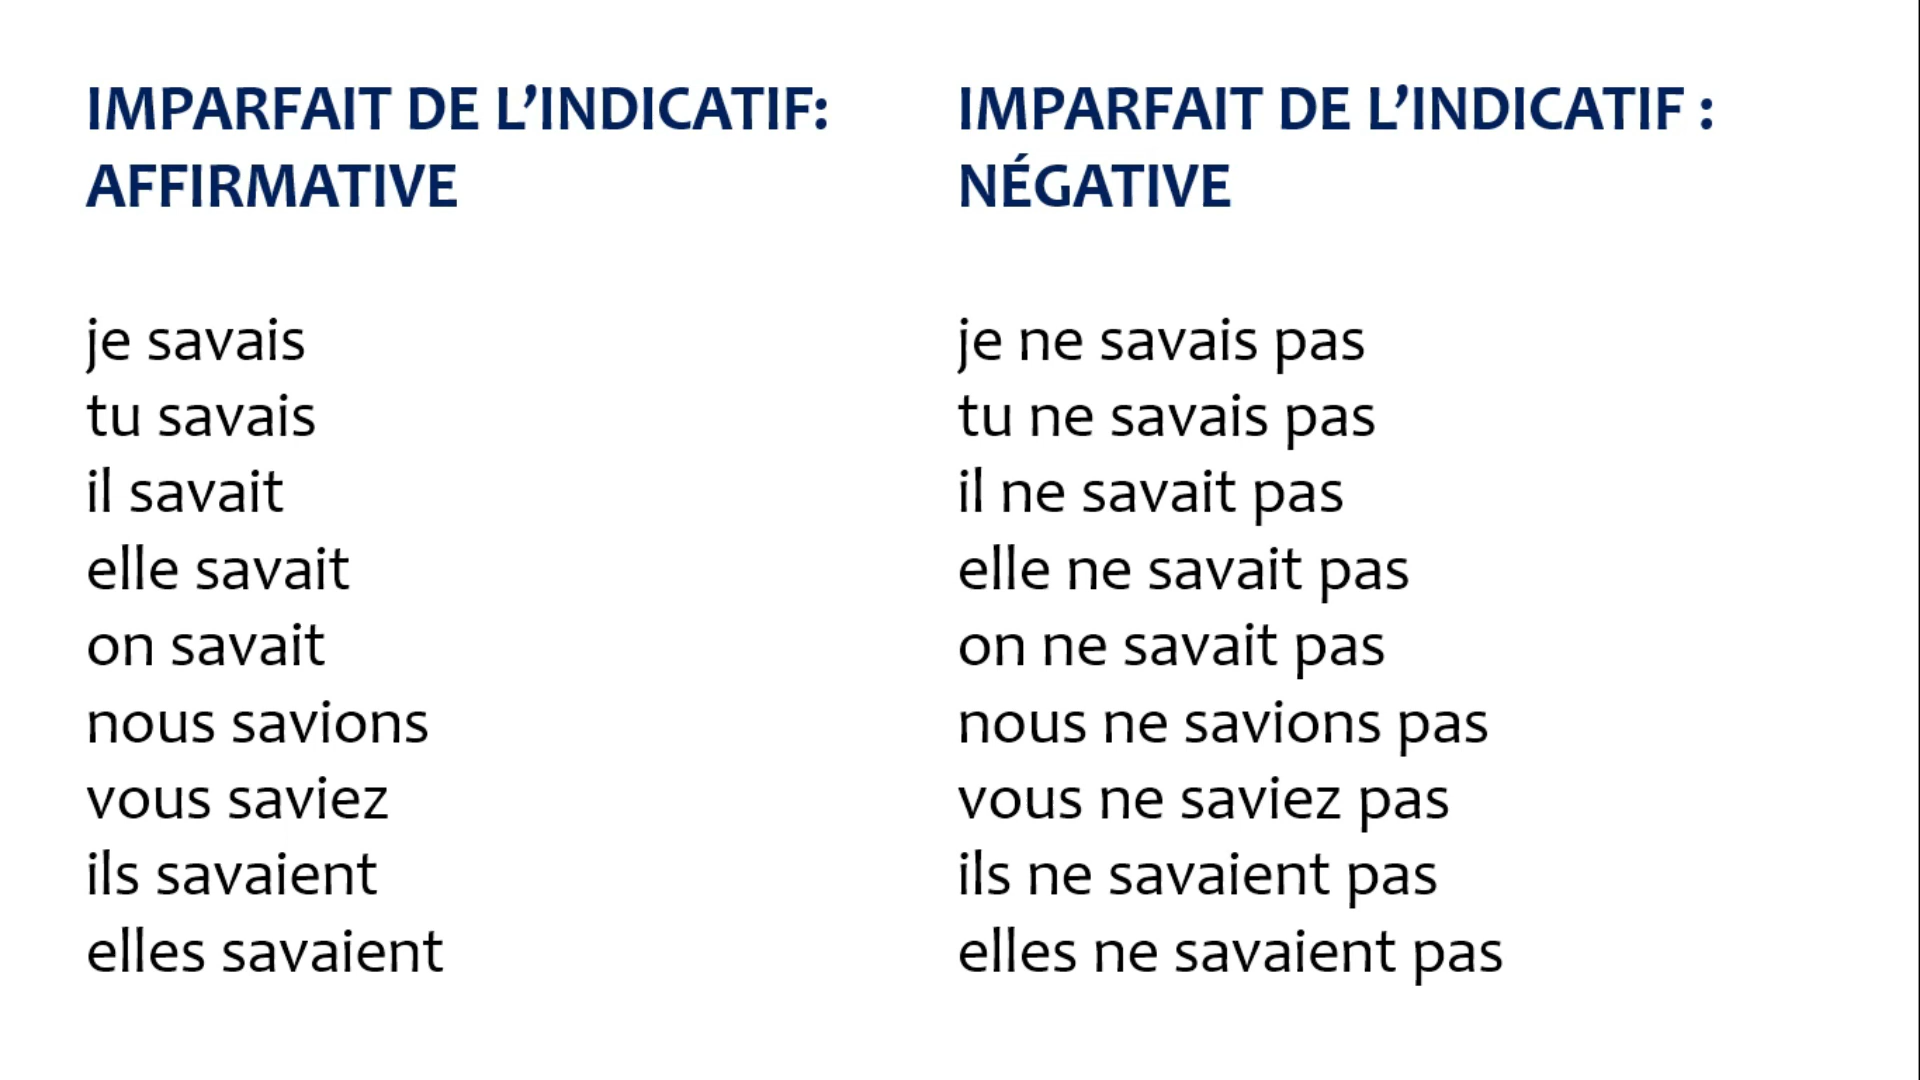 IMPARFAIT DE L’INDICATIF:
AFFIRMATIVE
je savais
tu savais
il savait
elle savait
on savait
nous savions
vous saviez
ils savaient
elles savaient
IMPARFAIT DE L’INDICATIF :
NÉGATIVE
je ne savais pas
tu ne savais pas
il ne savait pas
elle ne savait pas
on ne savait pas
nous ne savions pas
vous ne saviez pas
ils ne savaient pas
elles ne savaient pas